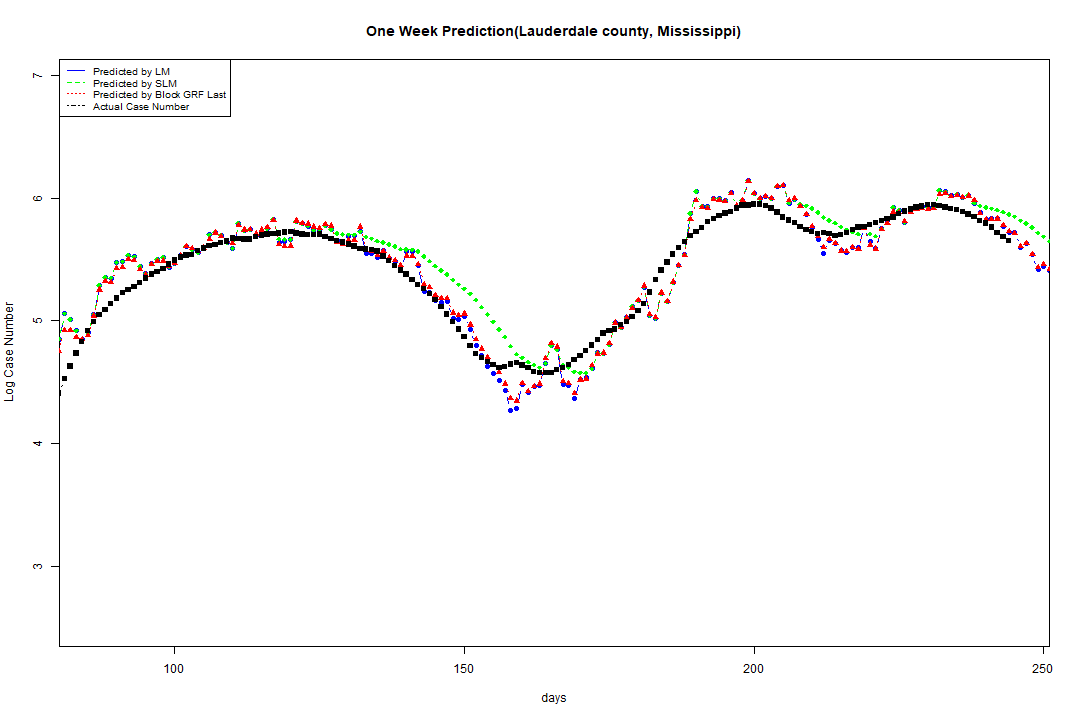 One Week Prediction(Lauderdale county, Mississippi)
Predicted by LM
Predicted by SLM
Predicted by Block GRF Last
Actual Case Number
7
6
5
4
3
Log Case Number
100
150
200
250
days